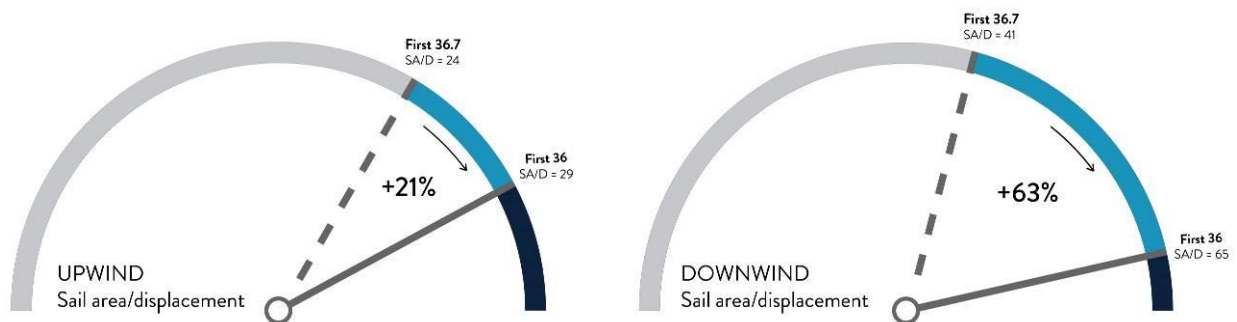 First 36.7
SA/D = 24
First 36
SA/D = 29
+21%
UPWIND
Sail area/displacement
First 36.7
SA/D = 41
+63%
First 36
SA/D = 65
DOWNWIND
Sail area/displacement